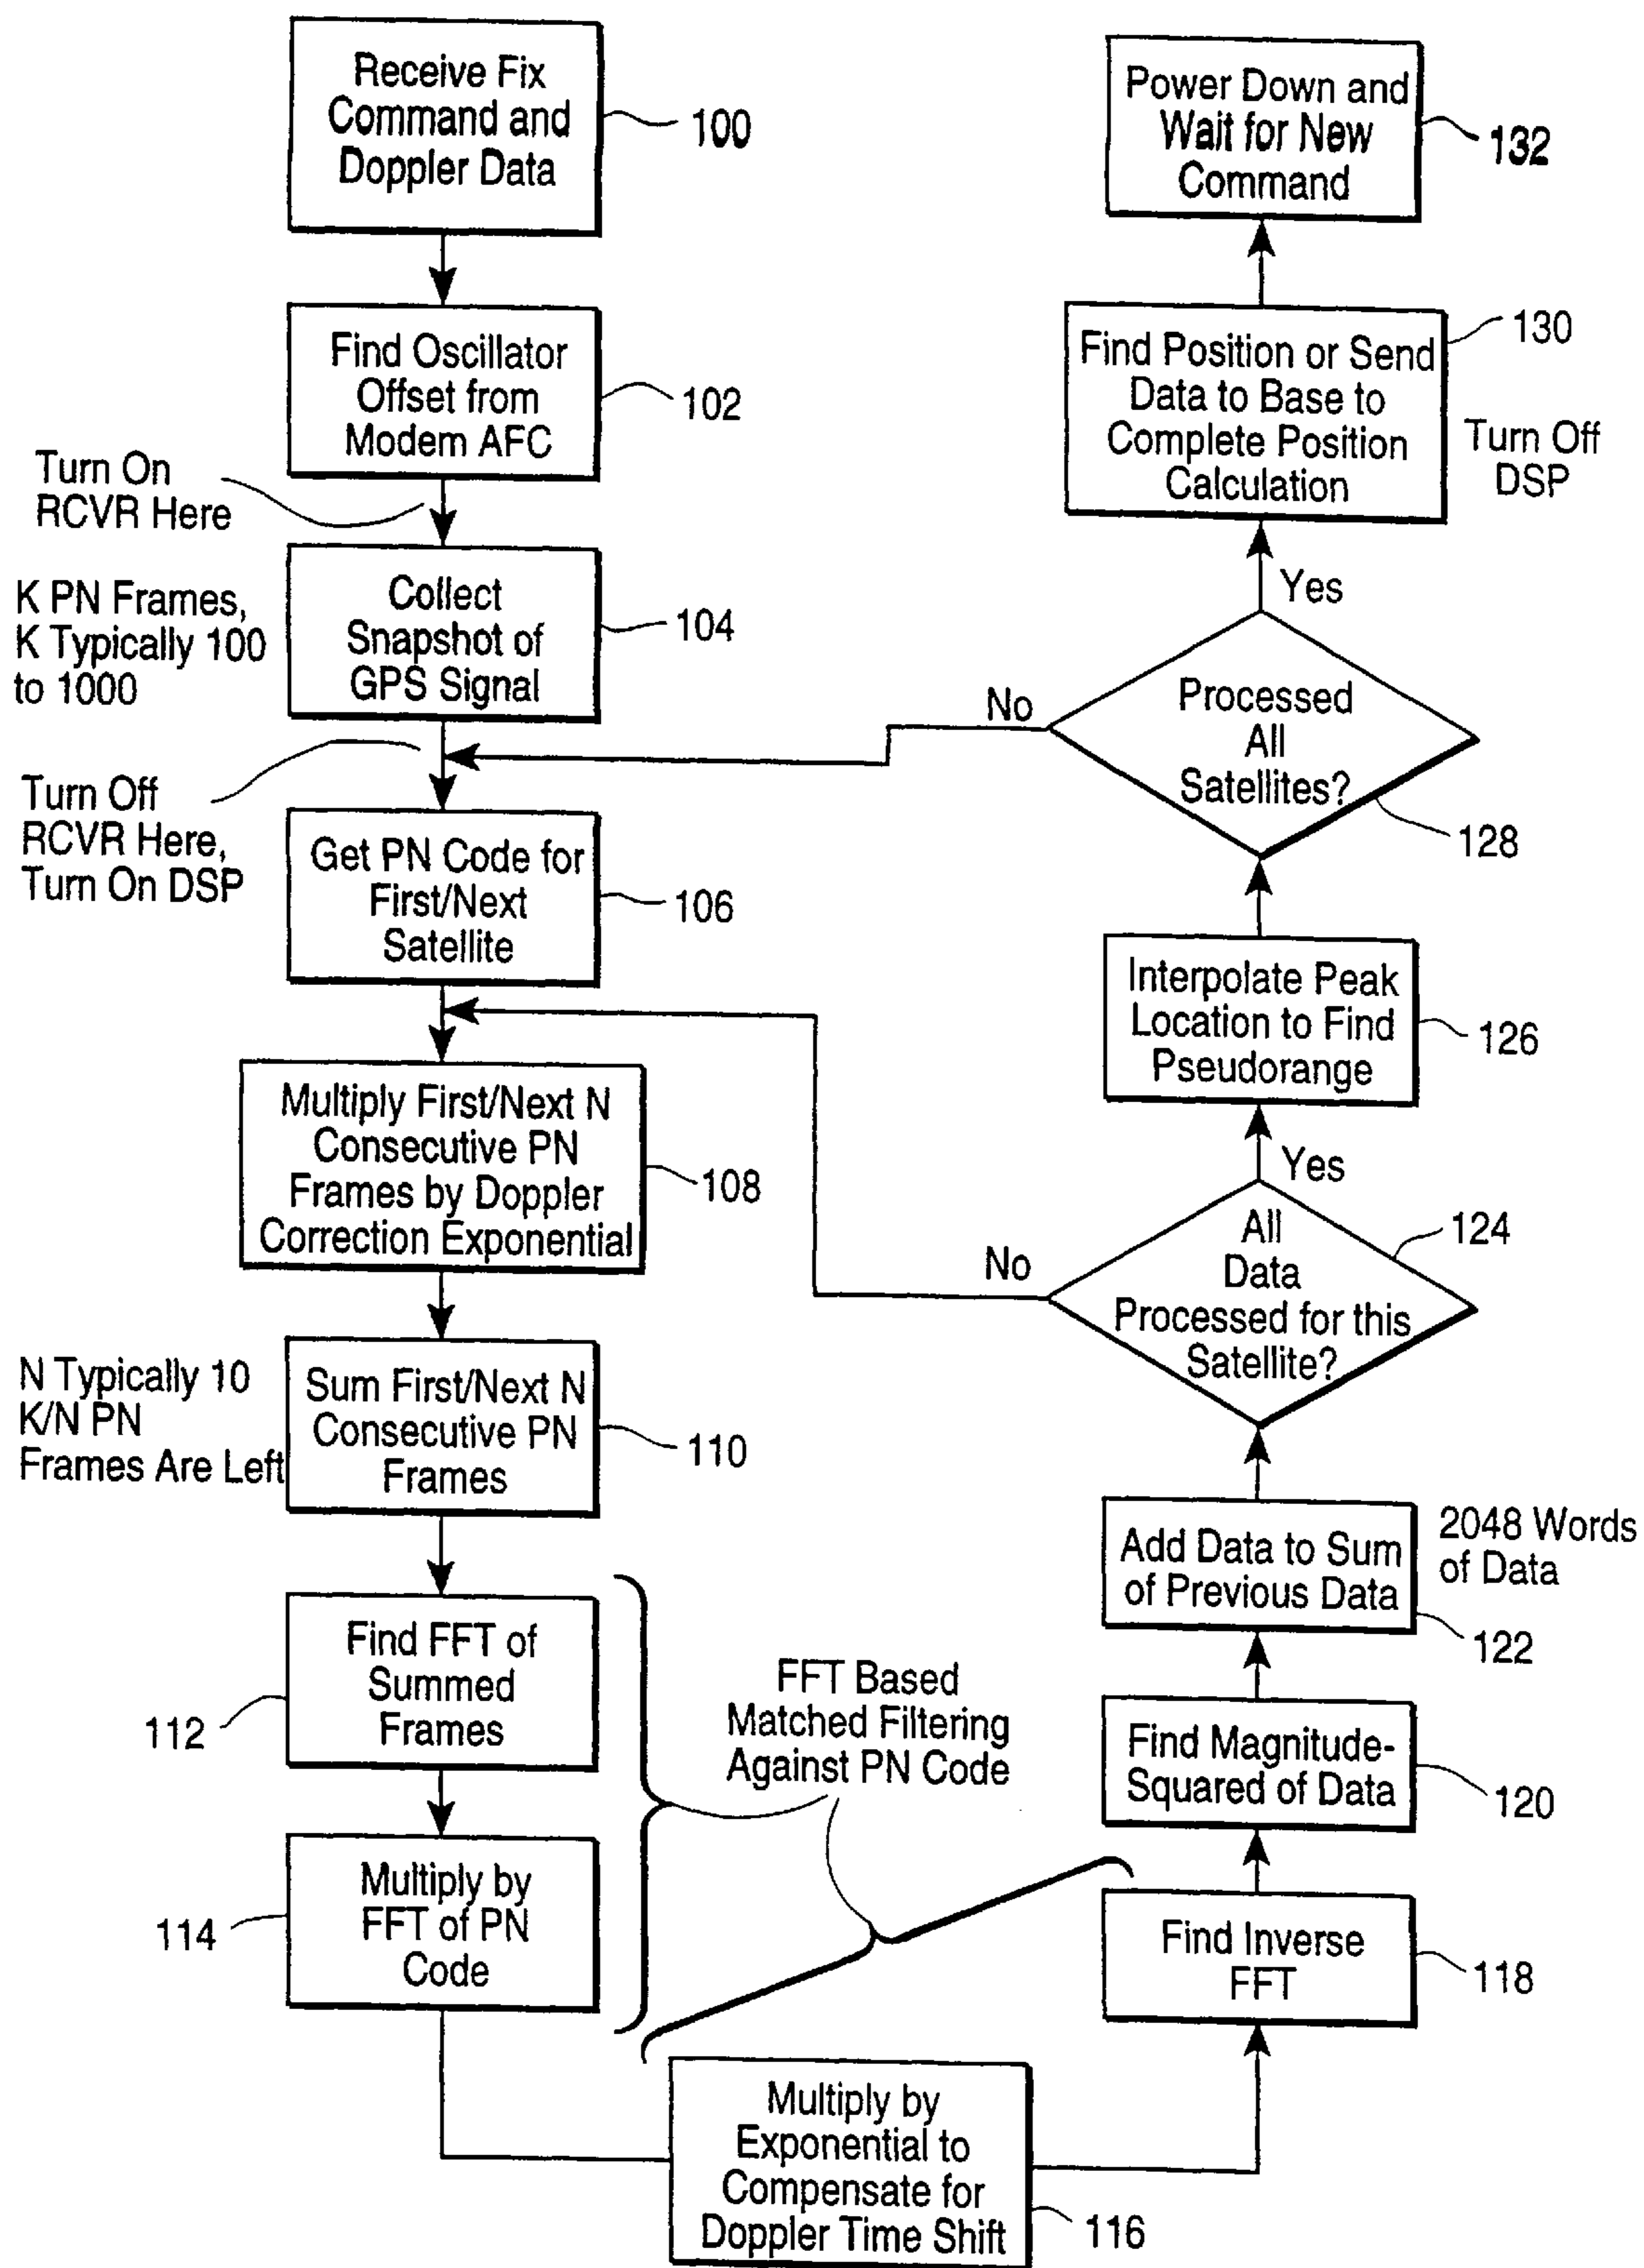 Receive Fix
Command and
Doppler Data
100
Find Oscillator
Offset from
Modem AFC
102
Turn On
RCVR Here
K PN Frames,
K Typically 100
to 1000
Collect
Snapshot of
GPS Signal
104
Turn Off
RCVR Here,
Turn On DSP
Get PN Code for
First/Next
Satellite
106
Multiply First/Next N
Consecutive PN
Frames by Doppler
Correction Exponential
108
N Typically 10
K/N PN
Frames Are Left
Sum First/Next N
Consecutive PN
Frames
110
Find FFT of
Summed
Frames
112
Multiply by
FFT of PN
Code
114
FFT Based
Matched Filtering
Against PN Code
Multiply by
Exponential to
Compensate for
Doppler Time Shift
116
Find Inverse
FFT
118
Find Magnitude-
Squared of Data
120
Add Data to Sum
of Previous Data
2048 Words
of Data
122
All
Data
Processed for this
Satellite?
124
No
Yes
Interpolate Peak
Location to Find
Pseudorange
126
Processed
All
Satellites?
128
No
Yes
Find Position or Send
Data to Base to
Complete Position
Calculation
130
Turn Off
DSP
Power Down and
Wait for New
Command
132